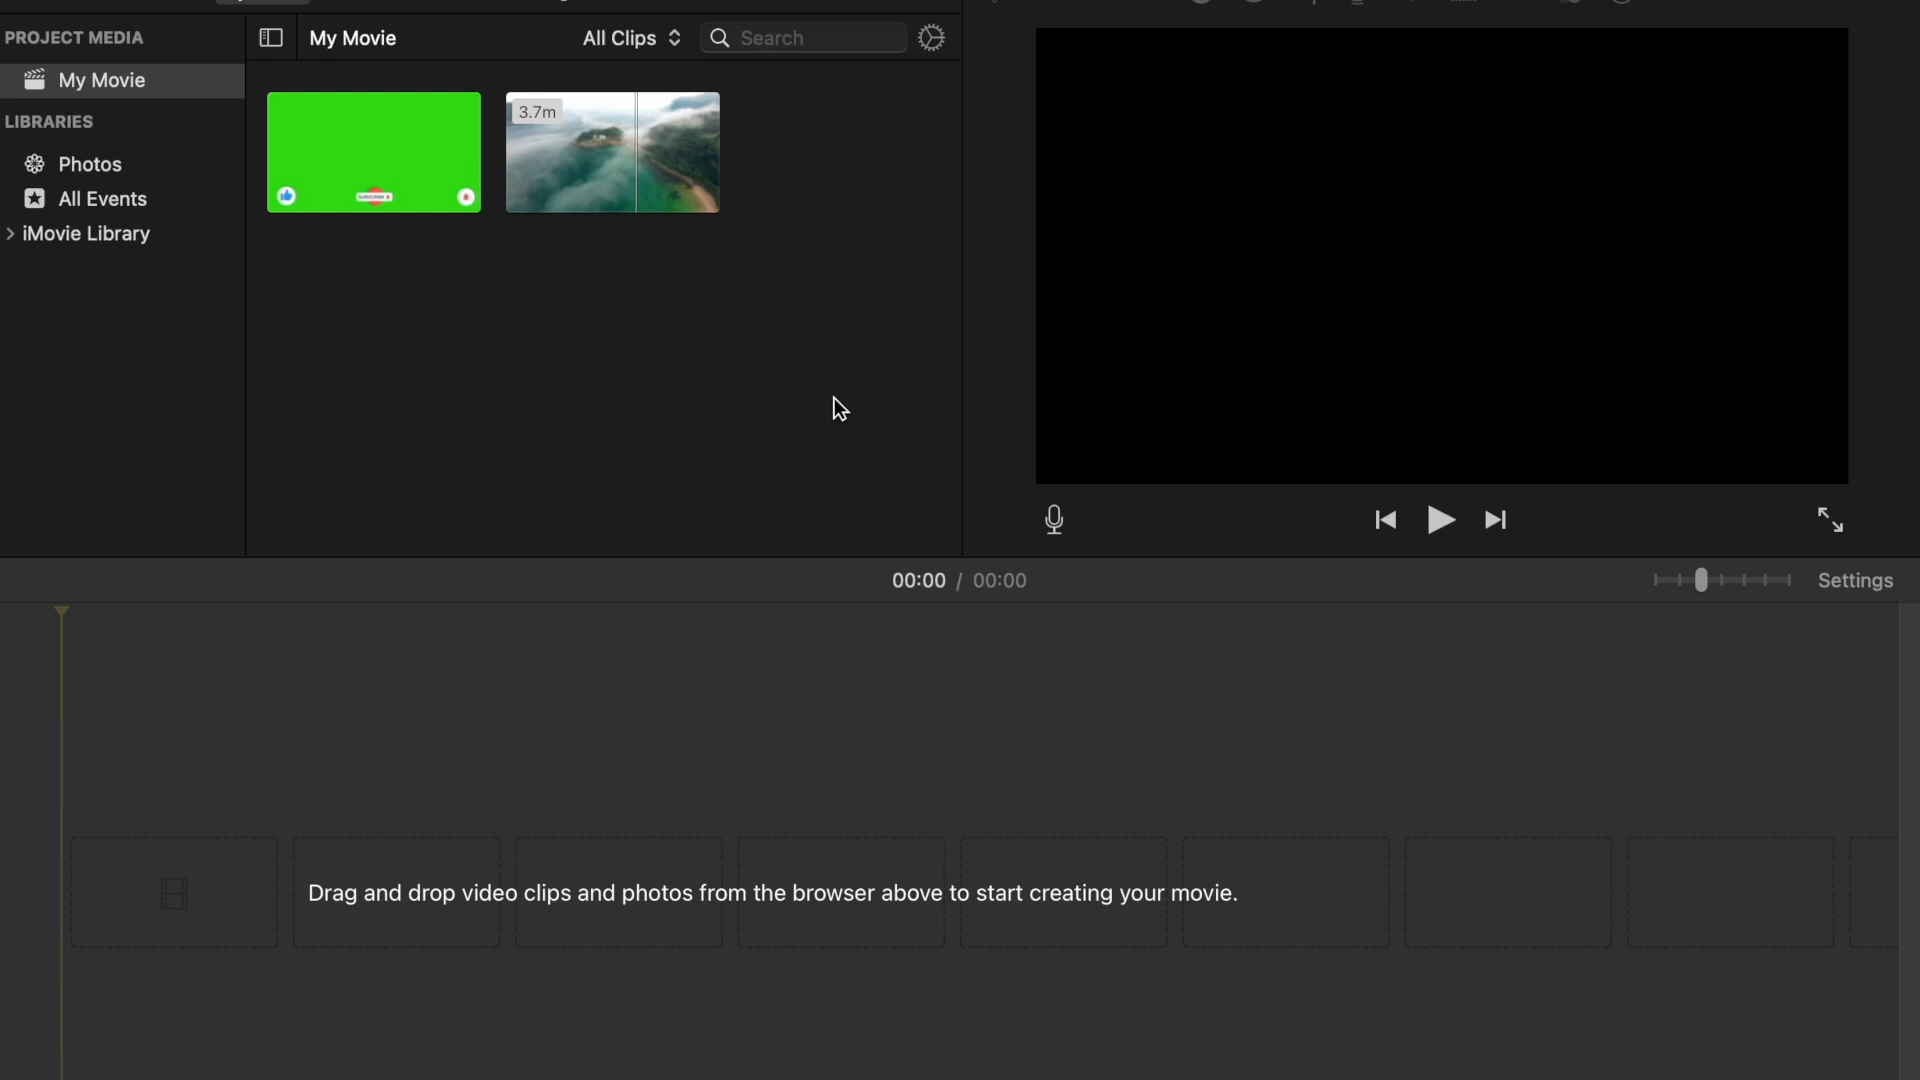 PROJECT MEDIA
My Movie
LIBRARIES
Photos
All Events
iMovie Library
My Movie
All Clips
Search
3.7m
SUBSCRIBE
00:00 / 00:00
Settings
Drag and drop video clips and photos from the browser above to start creating your movie.